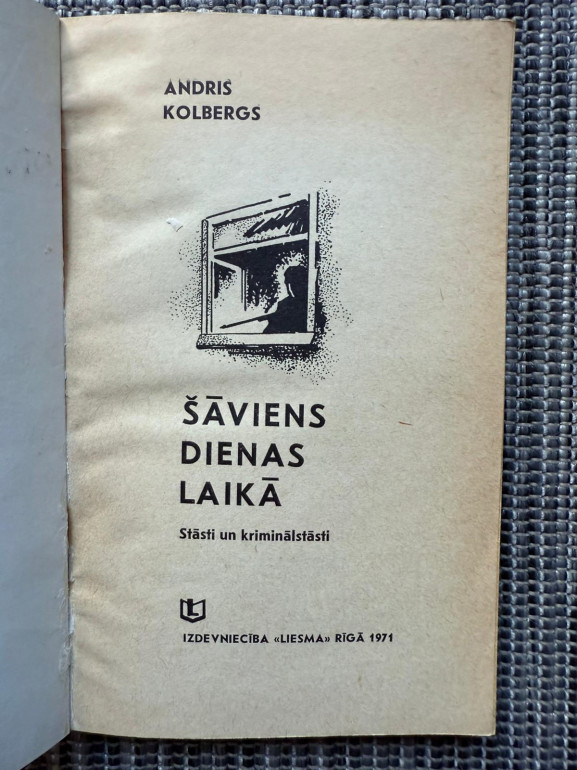 ANDRIS
KOLBERGS
ŠĀVIENS
DIENAS
LAIKĀ
Stāsti un kriminālstāsti
L
IZDEVNIECĪBA «LIESMA» RĪGĀ 1971